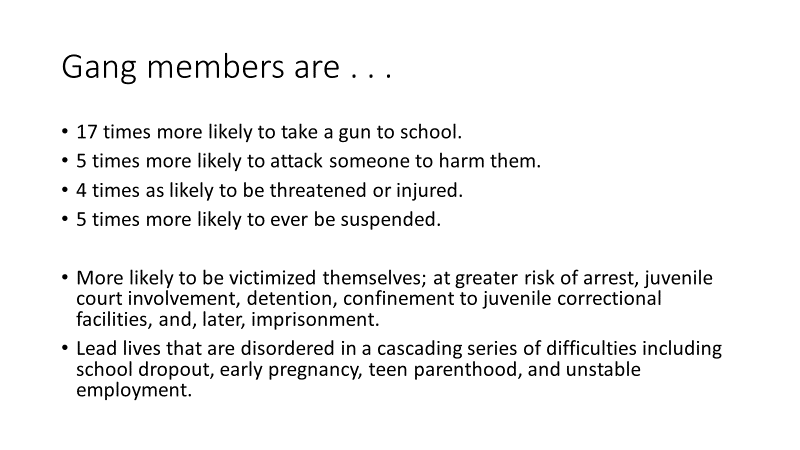 Gang members are . . .
• 17 times more likely to take a gun to school.
• 5 times more likely to attack someone to harm them.
• 4 times as likely to be threatened or injured.
• 5 times more likely to ever be suspended.
• More likely to be victimized themselves; at greater risk of arrest, juvenile
court involvement, detention, confinement to juvenile correctional
facilities, and, later, imprisonment.
• Lead lives that are disordered in a cascading series of difficulties including
school dropout, early pregnancy, teen parenthood, and unstable
employment.